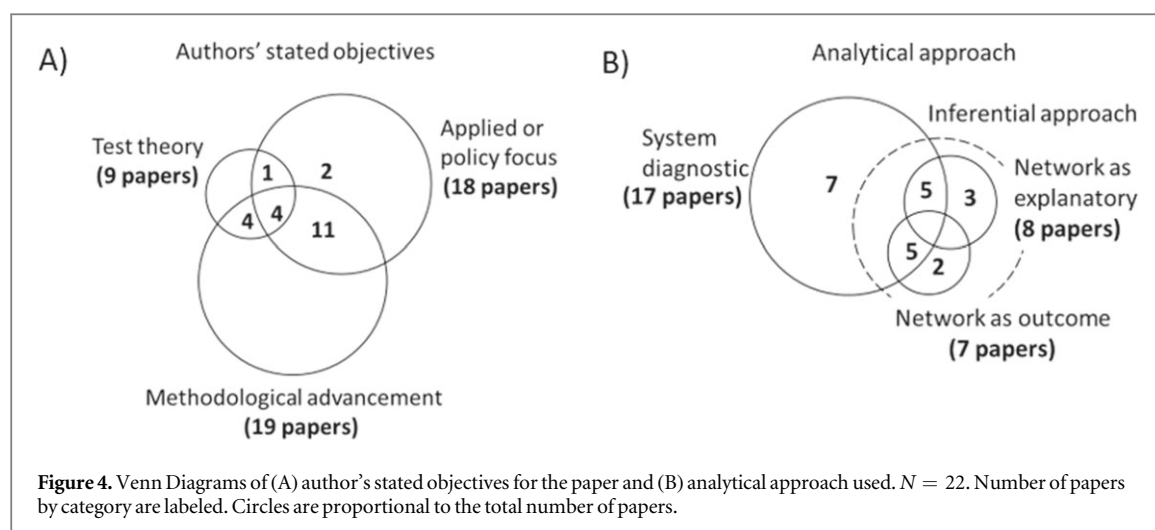 A)
Authors' stated objectives
Test theory
(9 papers)
1
2
Applied or
policy focus
(18 papers)
4
4
11
Methodological advancement
(19 papers)
B)
Analytical approach
System
diagnostic
(17 papers)
7
Inferential approach
5
3
Network as
explanatory
(8 papers)
5
2
Network as outcome
(7 papers)
Figure 4. Venn Diagrams of (A) author's stated objectives for the paper and (B) analytical approach used. N = 22. Number of papers
by category are labeled. Circles are proportional to the total number of papers.